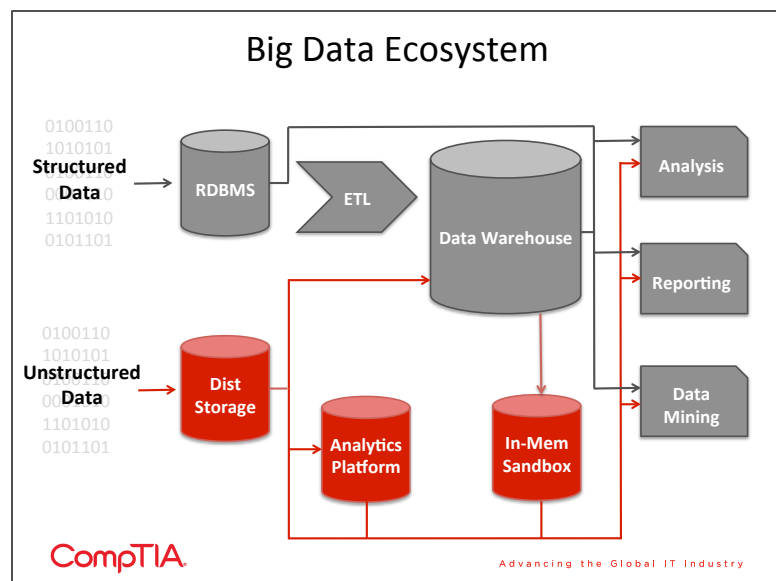 Big Data Ecosystem
0100110
1010101
Structured
Data
1101010
0101101
RDBMS
ETL
Data Warehouse
Analysis
Reporting
Data
Mining
0100110
1010101
Unstructured Data
1101010
0101101
Dist
Storage
Analytics
Platform
In-Mem
Sandbox
CompTIA.
Advancing the Global IT Industry